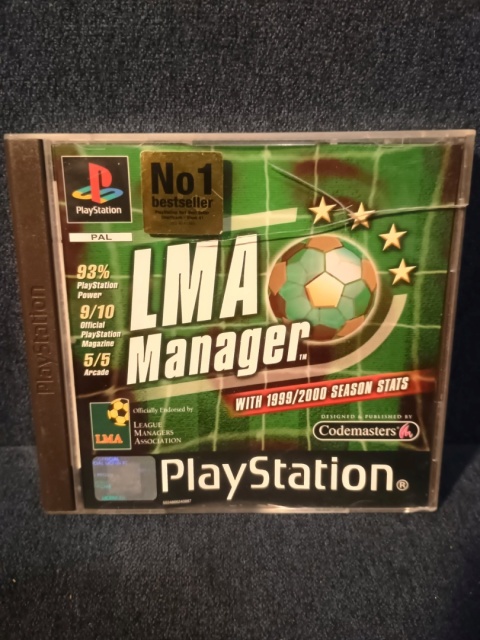 PlayStation
PlayStation
PAL
No1
bestseller
93%
PlayStation
Power
9/10
Official
PlayStation
Magazine
5/5
Arcade
LMA
Manager™
WITH 1999/2000 SEASON STATS
LMA
Officially Endorsed by
LEAGUE
MANAGERS
ASSOCIATION
DESIGNED & PUBLISHED BY
Codemasters
PlayStation®